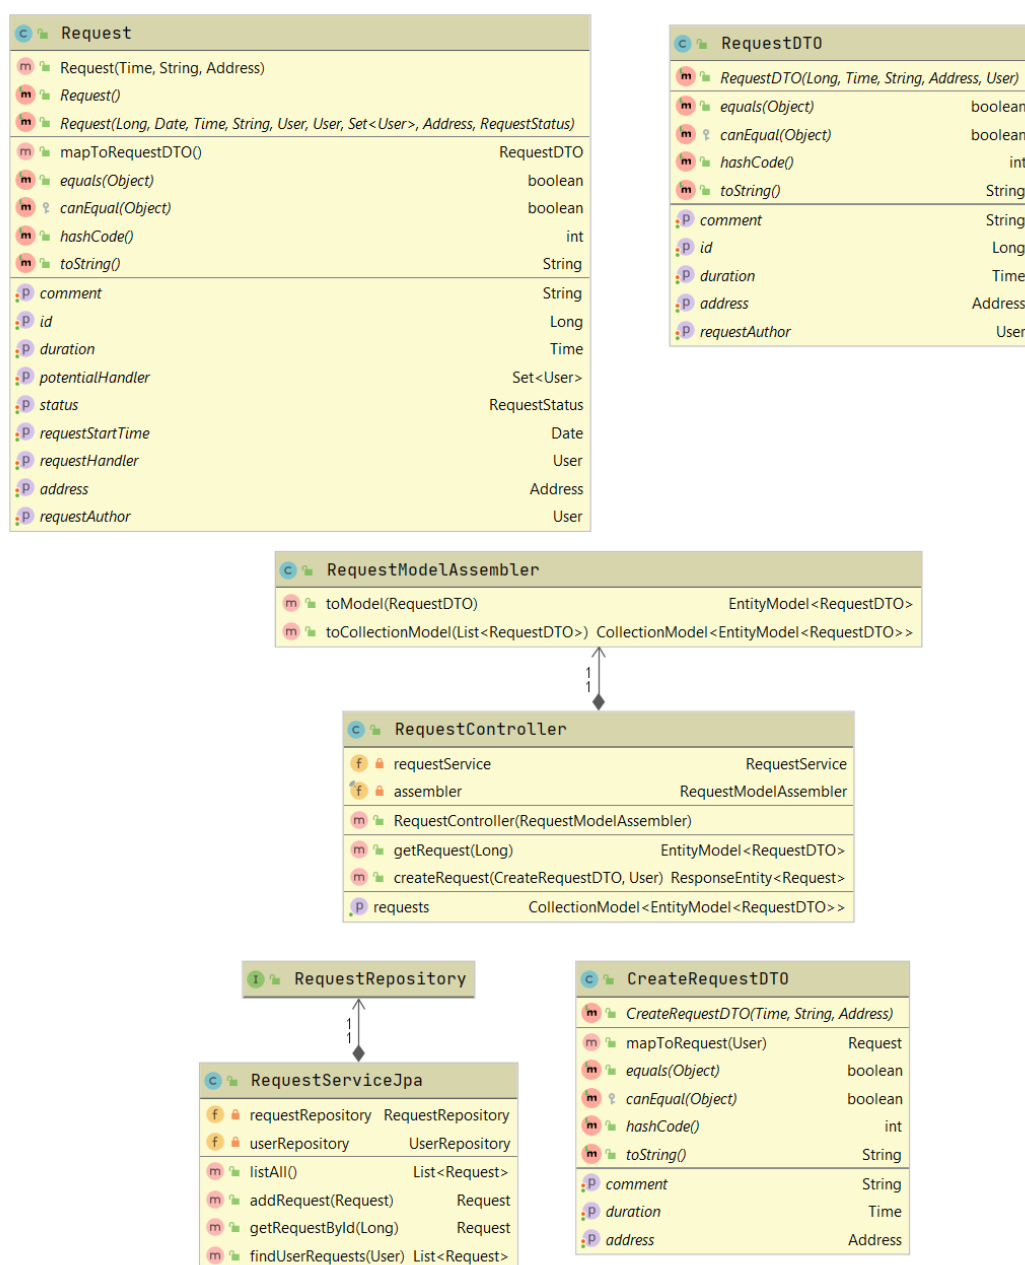 Request
Request(Time, String, Address)
Request()
Request(Long, Date, Time, String, User, User, Set<User>, Address, RequestStatus)
mapToRequestDTO() RequestDTO
equals(Object) boolean
canEqual(Object) boolean
hashCode() int
toString() String
comment String
id Long
duration Time
potentialHandler Set<User>
status RequestStatus
requestStartTime Date
requestHandler User
address Address
requestAuthor User
RequestDTO
RequestDTO(Long, Time, String, Address, User)
equals(Object) boolean
canEqual(Object) boolean
hashCode() int
toString() String
comment String
id Long
duration Time
address Address
requestAuthor User
RequestModelAssembler
toModel(RequestDTO) EntityModel<RequestDTO>
toCollectionModel(List<RequestDTO>) CollectionModel<EntityModel<RequestDTO>>
1
1
RequestController
requestService RequestService
assembler RequestModelAssembler
RequestController(RequestModelAssembler)
getRequest(Long) EntityModel<RequestDTO>
createRequest(CreateRequestDTO, User) ResponseEntity<Request>
requests CollectionModel<EntityModel<RequestDTO>>
RequestRepository
1
1
RequestServiceJpa
requestRepository RequestRepository
userRepository UserRepository
listAll() List<Request>
addRequest(Request) Request
getRequestById(Long) Request
findUserRequests(User) List<Request>
CreateRequestDTO
CreateRequestDTO(Time, String, Address)
mapToRequest(User) Request
equals(Object) boolean
canEqual(Object) boolean
hashCode() int
toString() String
comment String
duration Time
address Address